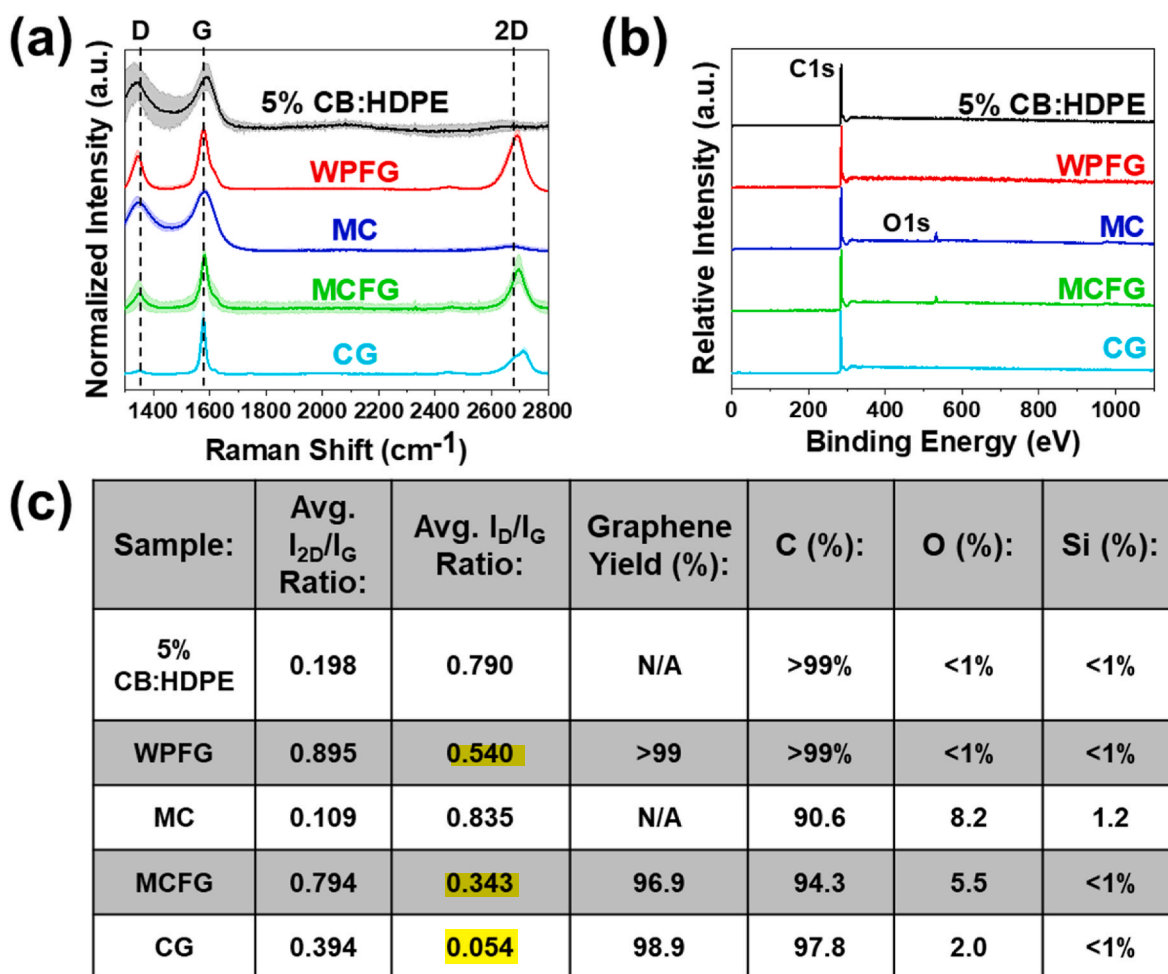 (a)
D G 2D
Normalized Intensity (a.u.)
5% CB:HDPE
WPFG
MC
MCFG
CG
1400 1600 1800 2000 2200 2400 2600 2800
Raman Shift (cm-1)
(b)
Relative Intensity (a.u.)
C1s
5% CB:HDPE
WPFG
O1s
MC
MCFG
CG
0 200 400 600 800 1000
Binding Energy (eV)
(c)
Sample: Avg. I2D/IG Ratio: Avg. ID/IG Ratio: Graphene Yield (%): C (%): O (%): Si (%):
5% CB:HDPE 0.198 0.790 N/A >99% <1% <1%
WPFG 0.895 0.540 >99 >99% <1% <1%
MC 0.109 0.835 N/A 90.6 8.2 1.2
MCFG 0.794 0.343 96.9 94.3 5.5 <1%
CG 0.394 0.054 98.9 97.8 2.0 <1%